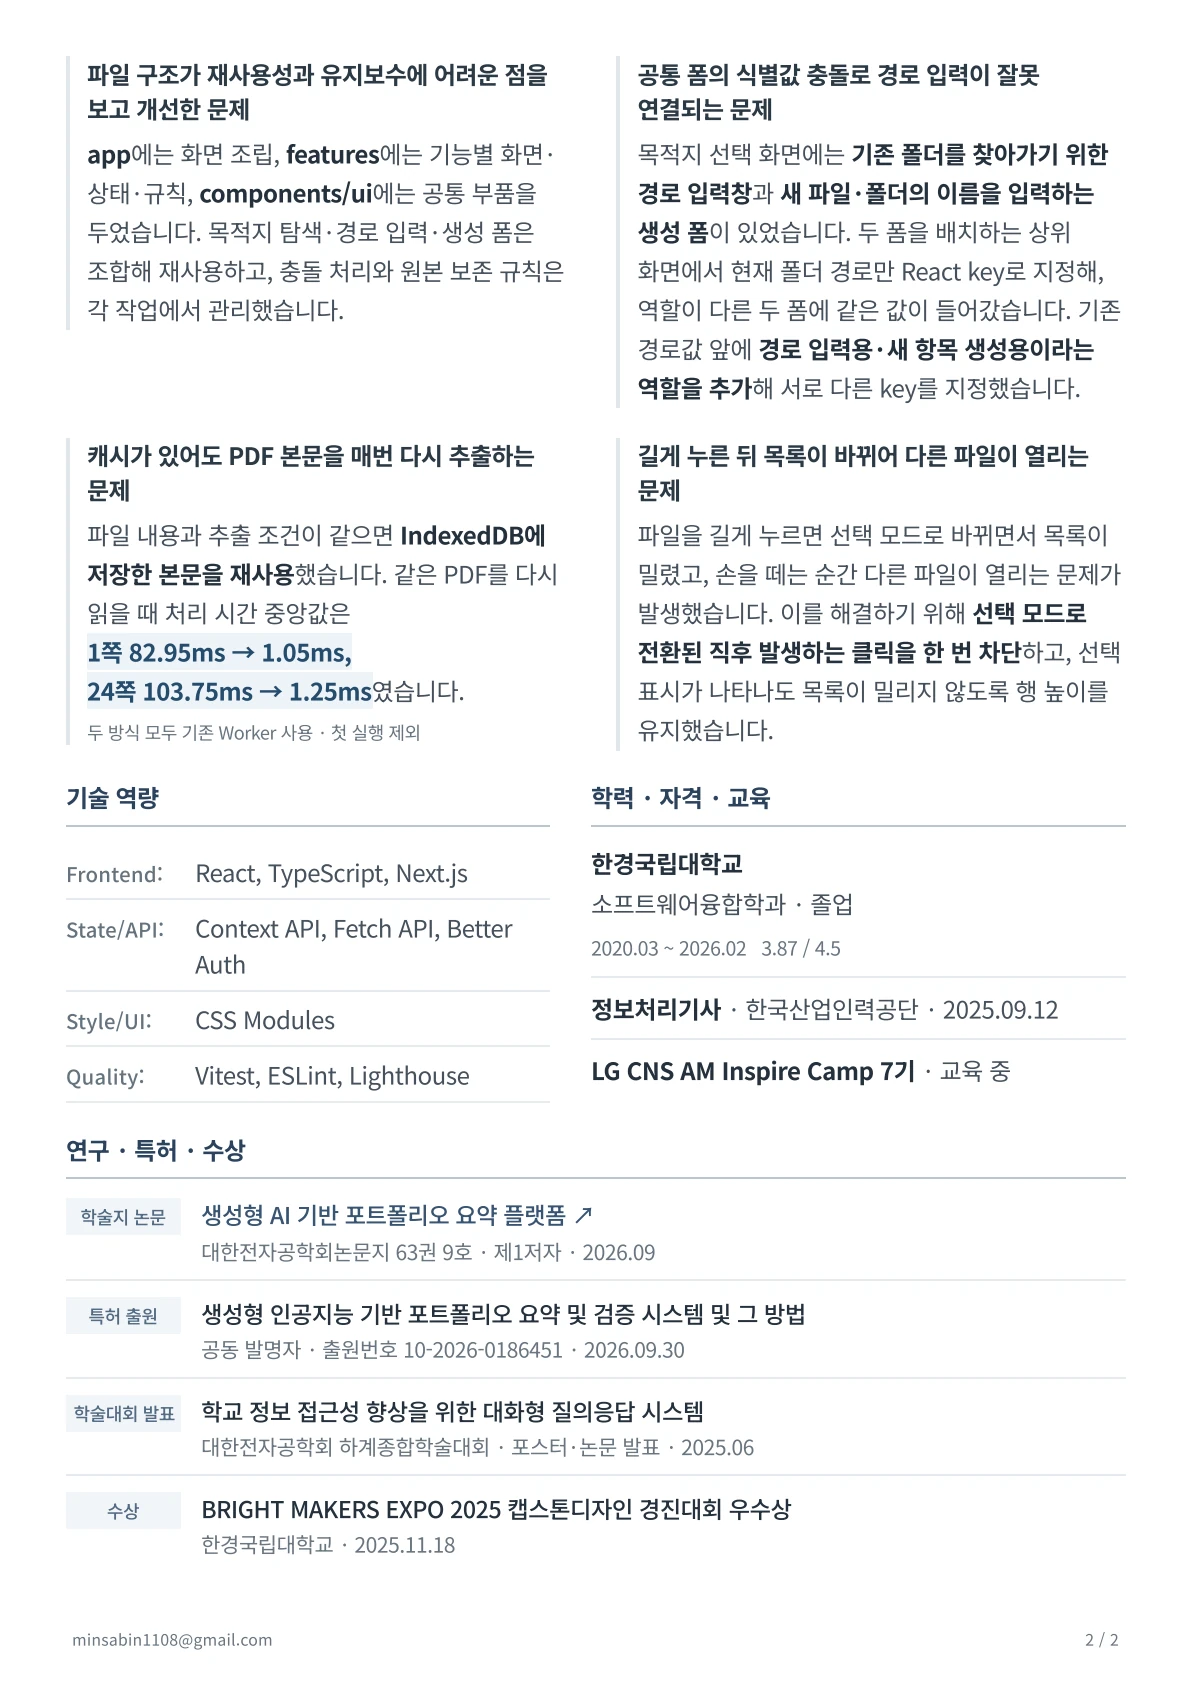 파일 구조가 재사용성과 유지보수에 어려운 점을
보고 개선한 문제
app에는 화면 조립, features에는 기능별 화면·
상태·규칙, components/ui에는 공통 부품을
두었습니다. 목적지 탐색·경로 입력·생성 폼은
조합해 재사용하고, 충돌 처리와 원본 보존 규칙은
각 작업에서 관리했습니다.
공통 폼의 식별값 충돌로 경로 입력이 잘못
연결되는 문제
목적지 선택 화면에는 기존 폴더를 찾아가기 위한
경로 입력창과 새 파일·폴더의 이름을 입력하는
생성 폼이 있었습니다. 두 폼을 배치하는 상위
화면에서 현재 폴더 경로만 React key로 지정해,
역할이 다른 두 폼에 같은 값이 들어갔습니다. 기존
경로값 앞에 경로 입력용·새 항목 생성용이라는
역할을 추가해 서로 다른 key를 지정했습니다.
캐시가 있어도 PDF 본문을 매번 다시 추출하는
문제
파일 내용과 추출 조건이 같으면 IndexedDB에
저장한 본문을 재사용했습니다. 같은 PDF를 다시
읽을 때 처리 시간 중앙값은
1쪽 82.95ms → 1.05ms,
24쪽 103.75ms → 1.25ms였습니다.
두 방식 모두 기존 Worker 사용 · 첫 실행 제외
길게 누른 뒤 목록이 바뀌어 다른 파일이 열리는
문제
파일을 길게 누르면 선택 모드로 바뀌면서 목록이
밀렸고, 손을 떼는 순간 다른 파일이 열리는 문제가
발생했습니다. 이를 해결하기 위해 선택 모드로
전환된 직후 발생하는 클릭을 한 번 차단하고, 선택
표시가 나타나도 목록이 밀리지 않도록 행 높이를
유지했습니다.
기술 역량
Frontend: React, TypeScript, Next.js
State/API: Context API, Fetch API, Better
Auth
Style/UI: CSS Modules
Quality: Vitest, ESLint, Lighthouse
학력 · 자격 · 교육
한경국립대학교
소프트웨어융합학과 · 졸업
2020.03 ~ 2026.02 3.87 / 4.5
정보처리기사 · 한국산업인력공단 · 2025.09.12
LG CNS AM Inspire Camp 7기 · 교육 중
연구 · 특허 · 수상
학술지 논문 생성형 AI 기반 포트폴리오 요약 플랫폼 ↗
대한전자공학회논문지 63권 9호 · 제1저자 · 2026.09
특허 출원 생성형 인공지능 기반 포트폴리오 요약 및 검증 시스템 및 그 방법
공동 발명자 · 출원번호 10-2026-0186451 · 2026.09.30
학술대회 발표 학교 정보 접근성 향상을 위한 대화형 질의응답 시스템
대한전자공학회 하계종합학술대회 · 포스터·논문 발표 · 2025.06
수상 BRIGHT MAKERS EXPO 2025 캡스톤디자인 경진대회 우수상
한경국립대학교 · 2025.11.18
minsabin1108@gmail.com 2 / 2